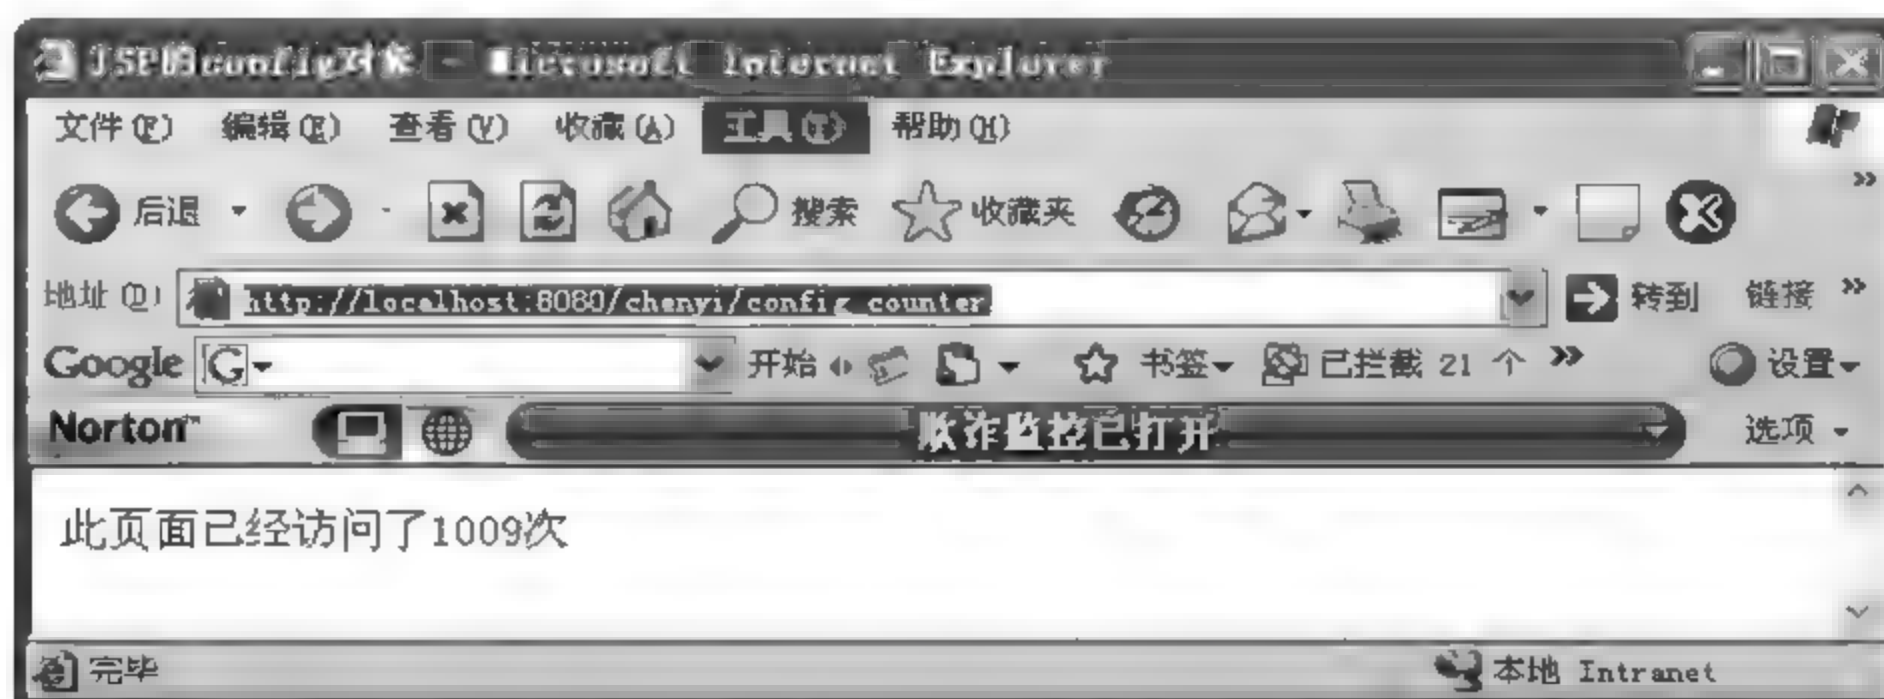 JSP的config对象 - Microsoft Internet Explorer
文件(F) 编辑(E) 查看(V) 收藏(A) 工具(T) 帮助(H)
后退 搜索 收藏夹 »
地址(D) http://localhost:8080/chenyi/config_counter 转到 链接 »
Google G 开始 书签 已拦截 21 个 » 设置
Norton™ 欺诈监控已打开 选项
此页面已经访问了1009次
完毕 本地 Intranet